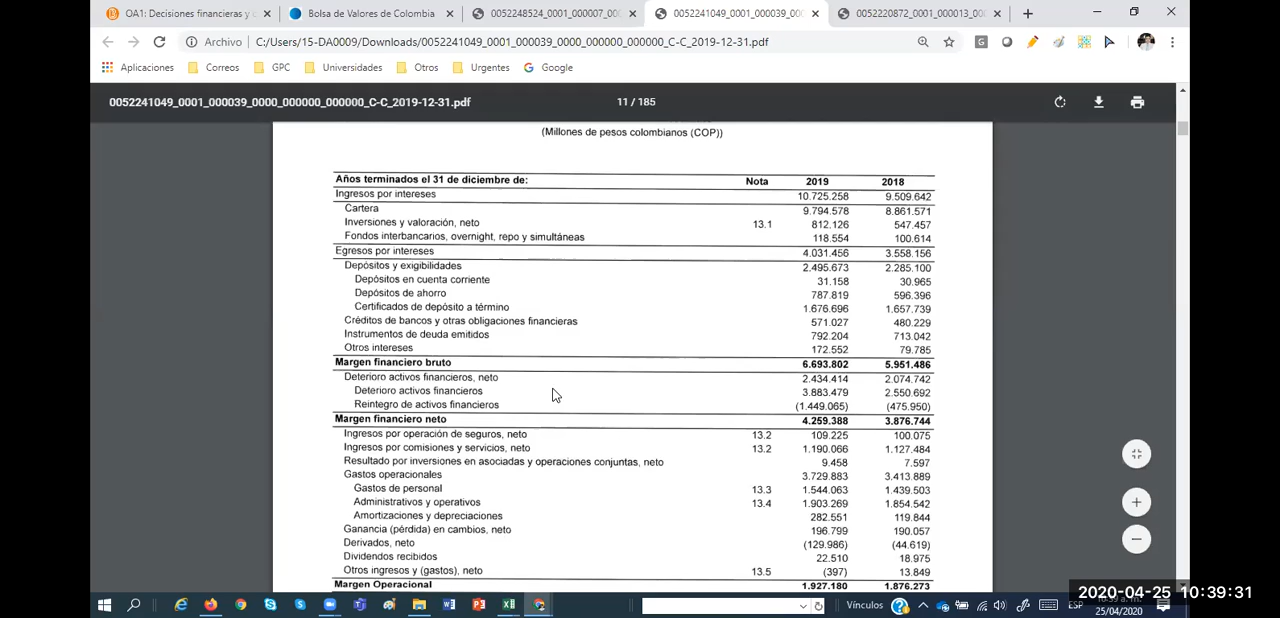 OA1: Decisiones financieras y
Bolsa de Valores de Colombia
0052248524_0001_000007_00
0052241049_0001_000039_00
0052220872_0001_000013_00
Archivo | C:/Users/15-DA0009/Downloads/0052241049_0001_000039_0000_000000_000000_C-C_2019-12-31.pdf
Aplicaciones Correos GPC Universidades Otros Urgentes Google
0052241049_0001_000039_0000_000000_000000_C-C_2019-12-31.pdf 11 / 185
(Millones de pesos colombianos (COP))
Años terminados el 31 de diciembre de: Nota 2019 2018
Ingresos por intereses 10.725.258 9.509.642
Cartera 9.794.578 8.861.571
Inversiones y valoración, neto 13.1 812.126 547.457
Fondos interbancarios, overnight, repo y simultáneas 118.554 100.614
Egresos por intereses 4.031.456 3.558.156
Depósitos y exigibilidades 2.495.673 2.285.100
Depósitos en cuenta corriente 31.158 30.965
Depósitos de ahorro 787.819 596.396
Certificados de depósito a término 1.676.696 1.657.739
Créditos de bancos y otras obligaciones financieras 571.027 480.229
Instrumentos de deuda emitidos 792.204 713.042
Otros intereses 172.552 79.785
Margen financiero bruto 6.693.802 5.951.486
Deterioro activos financieros, neto 2.434.414 2.074.742
Deterioro activos financieros 3.883.479 2.550.692
Reintegro de activos financieros (1.449.065) (475.950)
Margen financiero neto 4.259.388 3.876.744
Ingresos por operación de seguros, neto 13.2 109.225 100.075
Ingresos por comisiones y servicios, neto 13.2 1.190.066 1.127.484
Resultado por inversiones en asociadas y operaciones conjuntas, neto 9.458 7.597
Gastos operacionales 3.729.883 3.413.889
Gastos de personal 13.3 1.544.063 1.439.503
Administrativos y operativos 13.4 1.903.269 1.854.542
Amortizaciones y depreciaciones 282.551 119.844
Ganancia (pérdida) en cambios, neto 196.799 190.057
Derivados, neto (129.986) (44.619)
Dividendos recibidos 22.510 18.975
Otros ingresos y (gastos), neto 13.5 (397) 13.849
Margen Operacional 1.927.180 1.876.273
Vínculos ESP
2020-04-25 10:39:31
25/04/2020